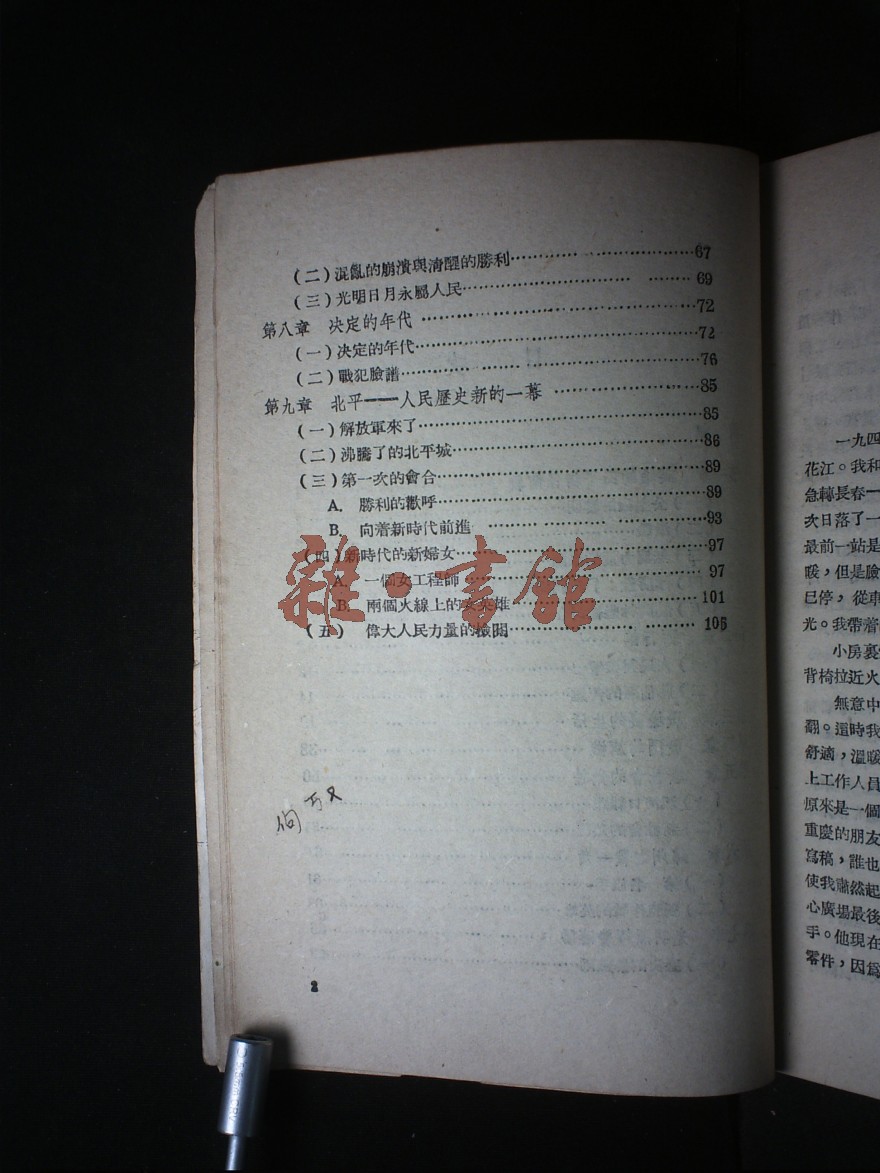 (二)混亂的崩潰與清醒的勝利……67
(三)光明日月永屬人民……69
第八章 決定的年代……72
(一)決定的年代……72
(二)戰犯臉譜……76
第九章 北平——人民歷史新的一幕……85
(一)解放軍來了……85
(二)沸騰了的北平城……86
(三)第一次的會合……89
A. 勝利的歡呼……89
B. 向着新時代前進……93
(四)新時代的新婦女……97
A. 一個女工程師……97
B. 兩個火線上的女英雄……101
(五) 偉大人民力量的檢閱……106
雜·書館
2
一九四
花江。我和
急轉長春一
次日落了一
最前一站是
暖，但是臉
已停，從車
光。我帶着
小房裏
背椅拉近火
無意中
翻。這時我
舒適，溫暖
上工作人員
原來是一個
重慶的朋友
寫稿，誰也
使我肅然起
心廣場最後
手。他現在
零件，因爲